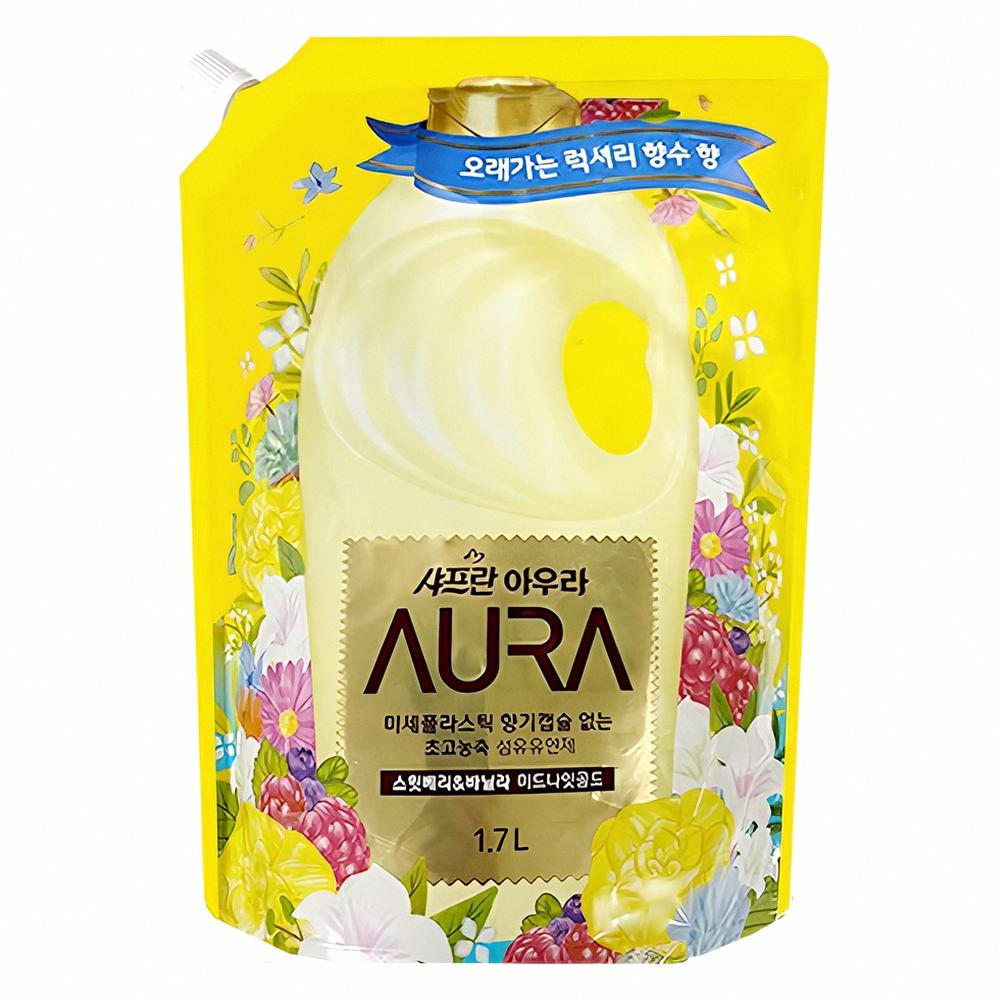 오래가는 럭셔리 향수 향
샤프란 아우라
AURA
미세플라스틱 향기캡슐 없는
초고농축 섬유유연제
스윗베리&바닐라 미드나잇골드
1.7L